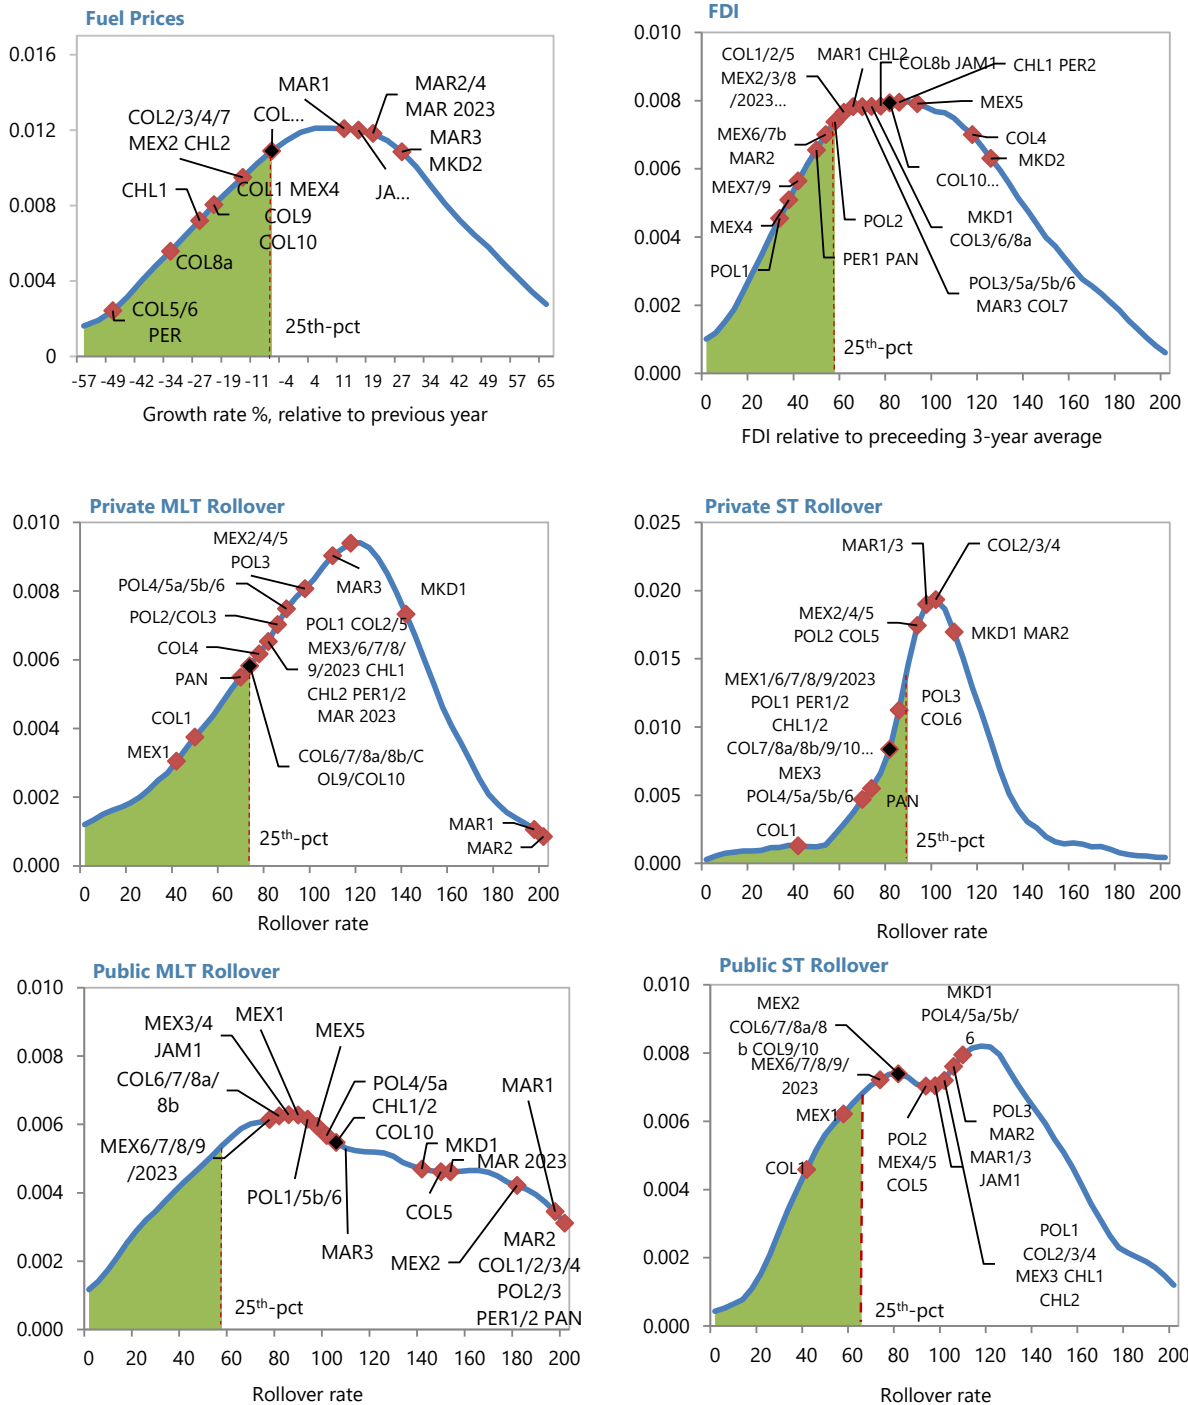 Fuel Prices
0.016
0.012
0.008
0.004
0
MAR1
MAR2/4
MAR 2023
COL2/3/4/7
MEX2 CHL2
COL...
MAR3
MKD2
CHL1
COL1 MEX4
COL9
COL10
JA...
COL8a
COL5/6
PER
25th-pct
-57 -49 -42 -34 -27 -19 -11 -4 4 11 19 27 34 42 49 57 65
Growth rate %, relative to previous year
FDI
0.010
0.008
0.006
0.004
0.002
0.000
COL1/2/5
MEX2/3/8
/2023...
MAR1 CHL2
COL8b JAM1
CHL1 PER2
MEX5
MEX6/7b
MAR2
COL4
MKD2
MEX7/9
COL10...
MEX4
POL2
MKD1
COL3/6/8a
POL1
PER1 PAN
POL3/5a/5b/6
MAR3 COL7
25th-pct
0 20 40 60 80 100 120 140 160 180 200
FDI relative to preceeding 3-year average
Private MLT Rollover
0.010
0.008
0.006
0.004
0.002
0.000
MEX2/4/5
POL3
POL4/5a/5b/6
MAR3
MKD1
POL2/COL3
COL4
PAN
POL1 COL2/5
MEX3/6/7/8/
9/2023 CHL1
CHL2 PER1/2
MAR 2023
COL1
MEX1
COL6/7/8a/8b/C
OL9/COL10
MAR1
MAR2
25th-pct
0 20 40 60 80 100 120 140 160 180 200
Rollover rate
Private ST Rollover
0.025
0.020
0.015
0.010
0.005
0.000
MAR1/3
COL2/3/4
MEX2/4/5
POL2 COL5
MKD1 MAR2
MEX1/6/7/8/9/2023
POL1 PER1/2
CHL1/2
COL7/8a/8b/9/10...
POL3
COL6
MEX3
POL4/5a/5b/6
PAN
COL1
25th-pct
0 20 40 60 80 100 120 140 160 180 200
Rollover rate
Public MLT Rollover
0.010
0.008
0.006
0.004
0.002
0.000
MEX3/4
JAM1
MEX1
MEX5
COL6/7/8a/
8b
POL4/5a
CHL1/2
COL10
MAR1
MEX6/7/8/9
/2023
MKD1
MAR 2023
POL1/5b/6
COL5
MAR3
MEX2
MAR2
COL1/2/3/4
POL2/3
PER1/2 PAN
25th-pct
0 20 40 60 80 100 120 140 160 180 200
Rollover rate
Public ST Rollover
0.010
0.008
0.006
0.004
0.002
0.000
MEX2
COL6/7/8a/8
b COL9/10
MEX6/7/8/9/
2023
MKD1
POL4/5a/5b/
6
MEX1
COL1
POL2
MEX4/5
COL5
POL3
MAR2
MAR1/3
JAM1
POL1
COL2/3/4
MEX3 CHL1
CHL2
25th-pct
0 20 40 60 80 100 120 140 160 180 200
Rollover rate